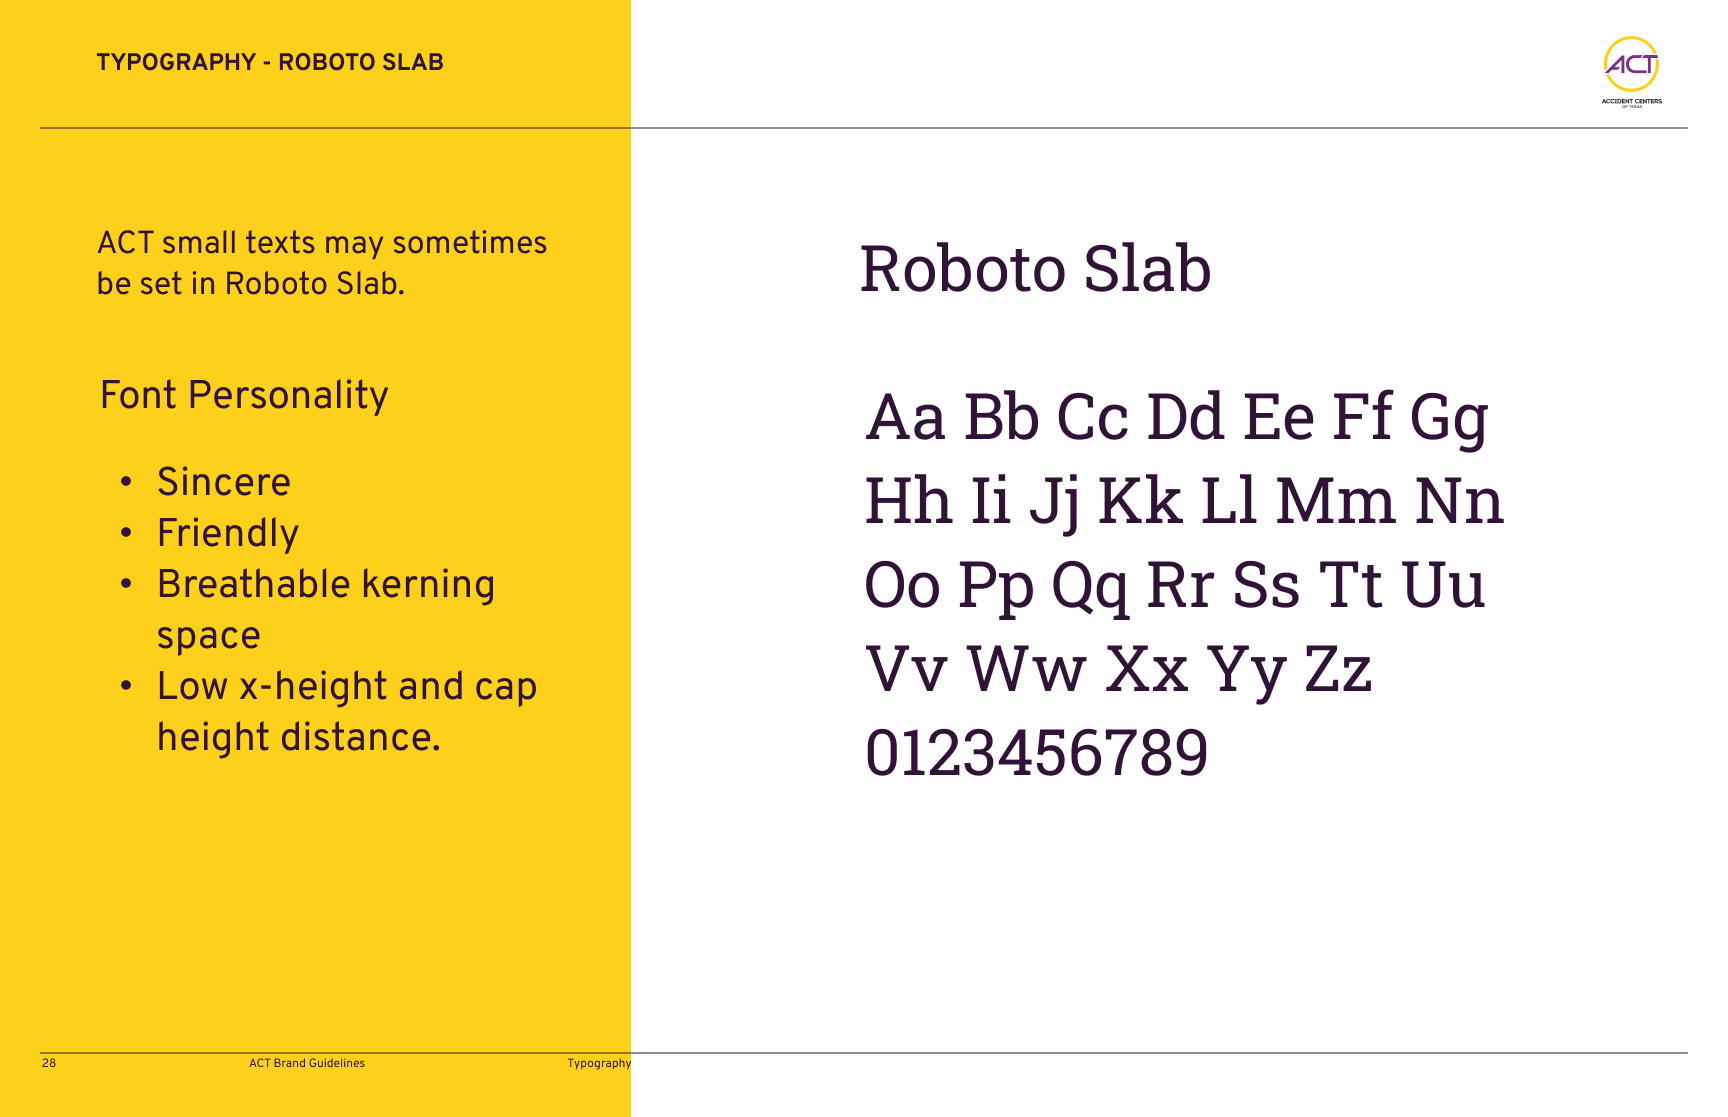 TYPOGRAPHY - ROBOTO SLAB
ACT
ACCIDENT CENTERS
OF TEXAS
ACT small texts may sometimes
be set in Roboto Slab.
Font Personality
• Sincere
• Friendly
• Breathable kerning
space
• Low x-height and cap
height distance.
Roboto Slab
Aa Bb Cc Dd Ee Ff Gg
Hh Ii Jj Kk Ll Mm Nn
Oo Pp Qq Rr Ss Tt Uu
Vv Ww Xx Yy Zz
0123456789
28 ACT Brand Guidelines Typography